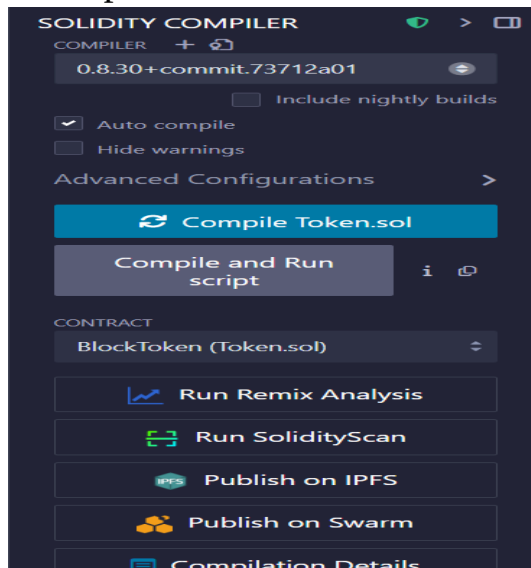 SOLIDITY COMPILER
COMPILER
0.8.30+commit.73712a01
Include nightly builds
Auto compile
Hide warnings
Advanced Configurations
Compile Token.sol
Compile and Run
script
i
CONTRACT
BlockToken (Token.sol)
Run Remix Analysis
Run SolidityScan
IPFS
Publish on IPFS
Publish on Swarm
Compilation Details